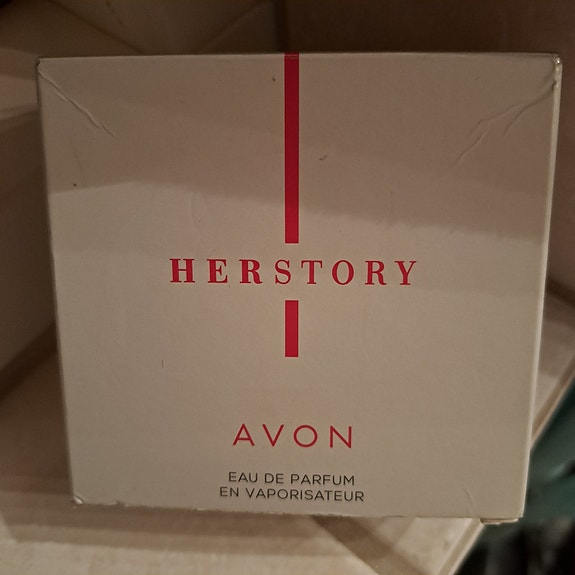 HERSTORY
AVON
EAU DE PARFUM
EN VAPORISATEUR